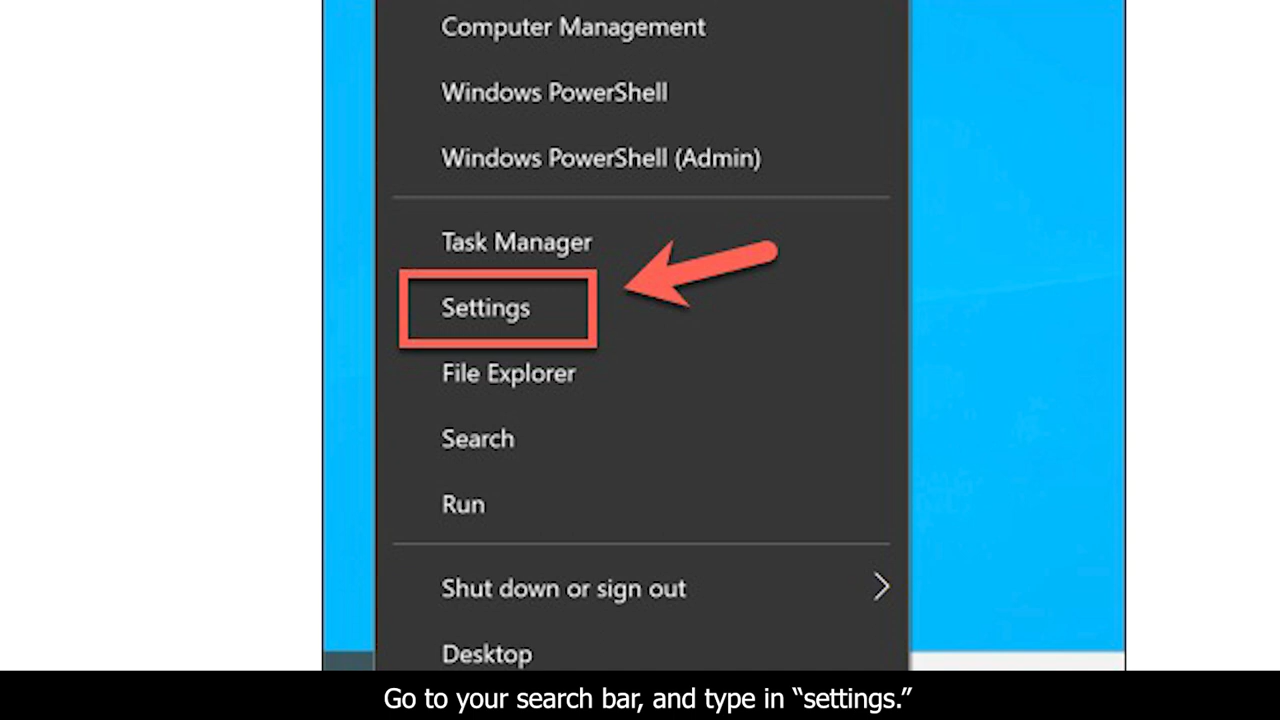 Computer Management
Windows PowerShell
Windows PowerShell (Admin)
Task Manager
Settings
File Explorer
Search
Run
Shut down or sign out
Desktop
Go to your search bar, and type in “settings.”